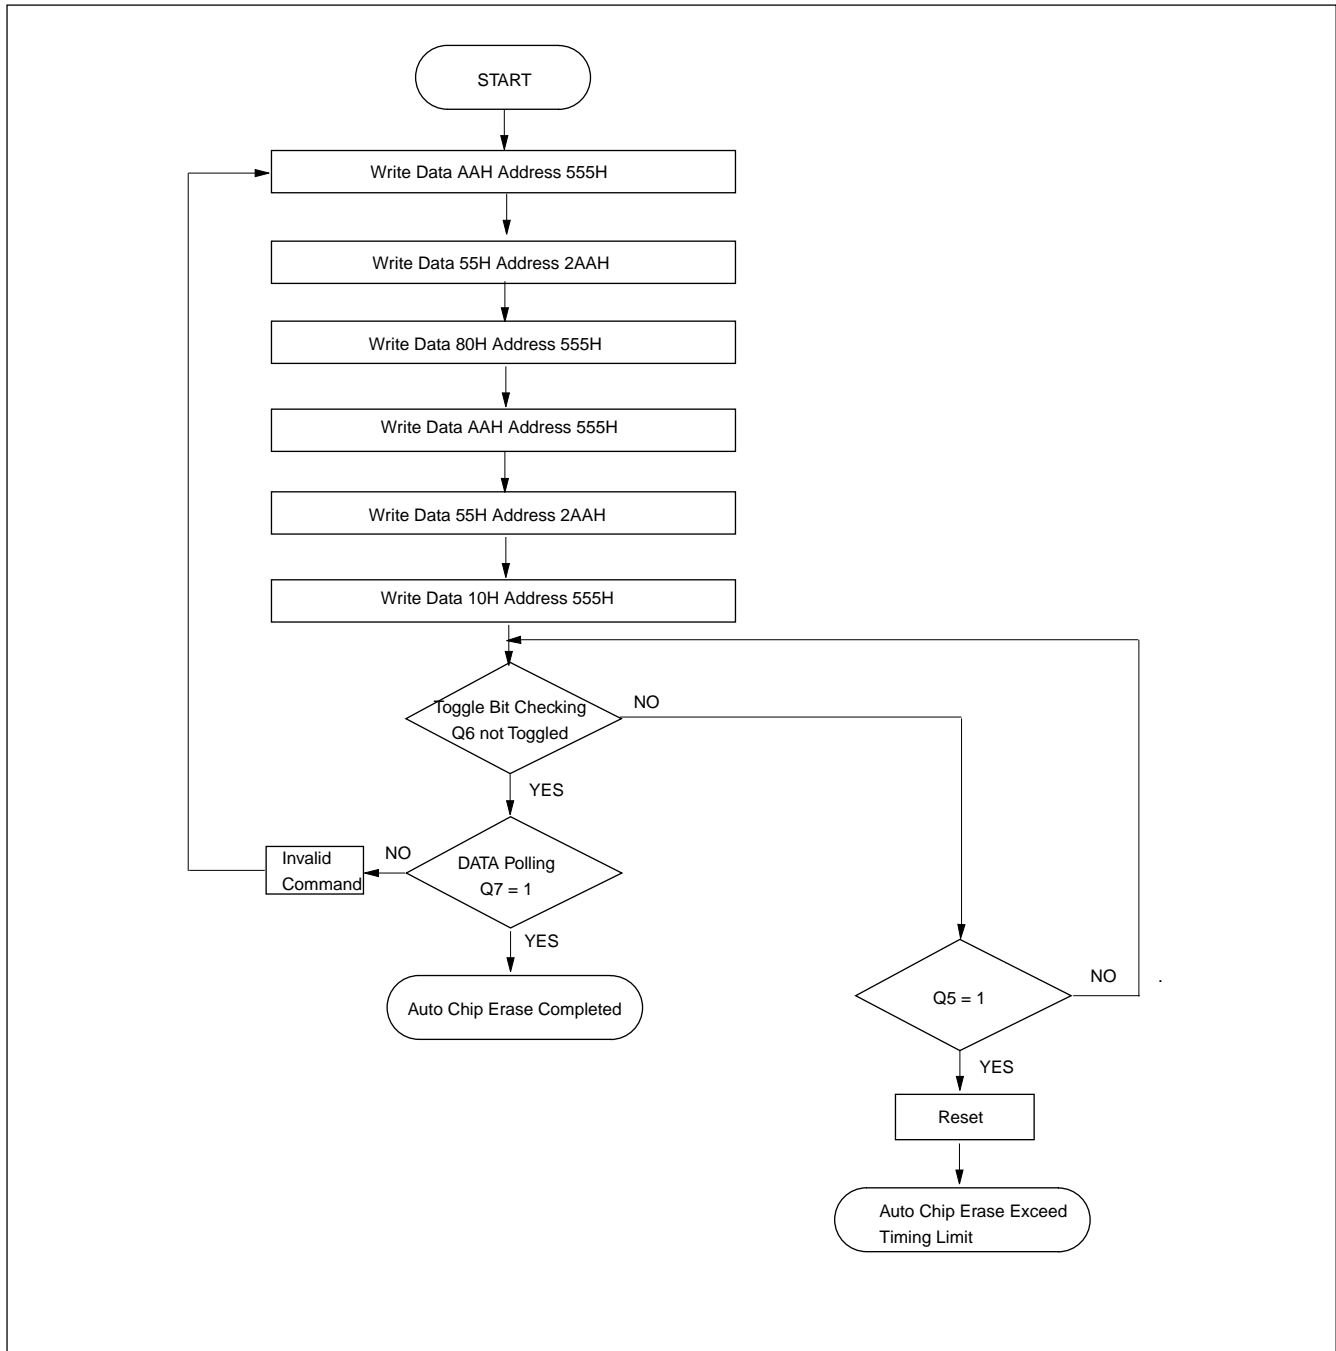 START
Write Data AAH Address 555H
Write Data 55H Address 2AAH
Write Data 80H Address 555H
Write Data AAH Address 555H
Write Data 55H Address 2AAH
Write Data 10H Address 555H
Toggle Bit Checking
Q6 not Toggled
NO
YES
Invalid
Command
NO
DATA Polling
Q7 = 1
YES
Auto Chip Erase Completed
Q5 = 1
NO
.
YES
Reset
Auto Chip Erase Exceed
Timing Limit